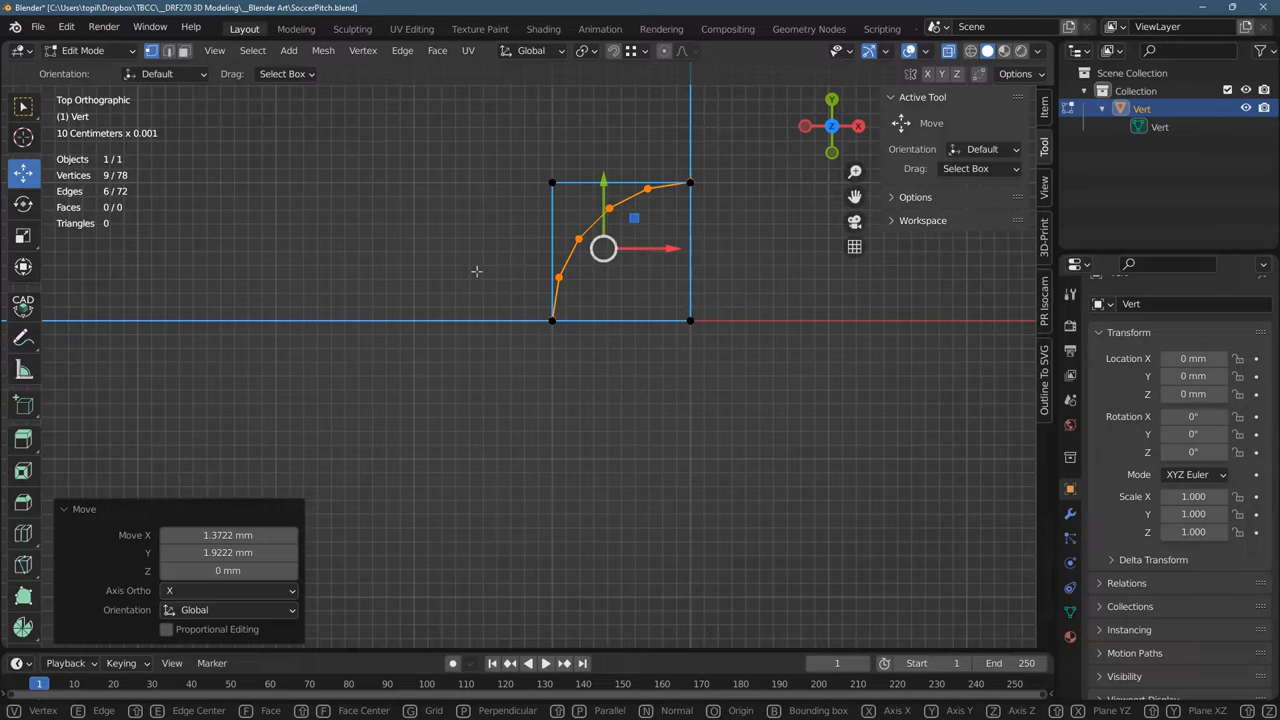 Blender* [C:\Users\topil\Dropbox\TBCC\__DRF270 3D Modeling\__Blender Art\SoccerPitch.blend]
File Edit Render Window Help Layout Modeling Sculpting UV Editing Texture Paint Shading Animation Rendering Compositing Geometry Nodes Scripting Scene ViewLayer
Edit Mode View Select Add Mesh Vertex Edge Face UV Global
Orientation: Default Drag: Select Box X Y Z Options
Top Orthographic
(1) Vert
10 Centimeters x 0.001
Objects 1 / 1
Vertices 9 / 78
Edges 6 / 72
Faces 0 / 0
Triangles 0
CAD
Y
X
Z
Active Tool
Move
Orientation Default
Drag: Select Box
Options
Workspace
Item
Tool
View
3D-Print
PR Isocam
Outline To SVG
Scene Collection
Collection
Vert
Vert
Vert
Transform
Location X 0 mm
Y 0 mm
Z 0 mm
Rotation X 0°
Y 0°
Z 0°
Mode XYZ Euler
Scale X 1.000
Y 1.000
Z 1.000
Delta Transform
Relations
Collections
Instancing
Motion Paths
Visibility
Viewport Display
Move
Move X 1.3722 mm
Y 1.9222 mm
Z 0 mm
Axis Ortho X
Orientation Global
Proportional Editing
Playback Keying View Marker 1 Start 1 End 250
1 10 20 30 40 50 60 70 80 90 100 110 120 130 140 150 160 170 180 190 200 210 220 230 240 250
V Vertex E Edge E Edge Center F Face F Face Center G Grid P Perpendicular P Parallel N Normal O Origin B Bounding box X Axis X Y Axis Y Z Axis Z X Plane YZ Y Plane XZ Z